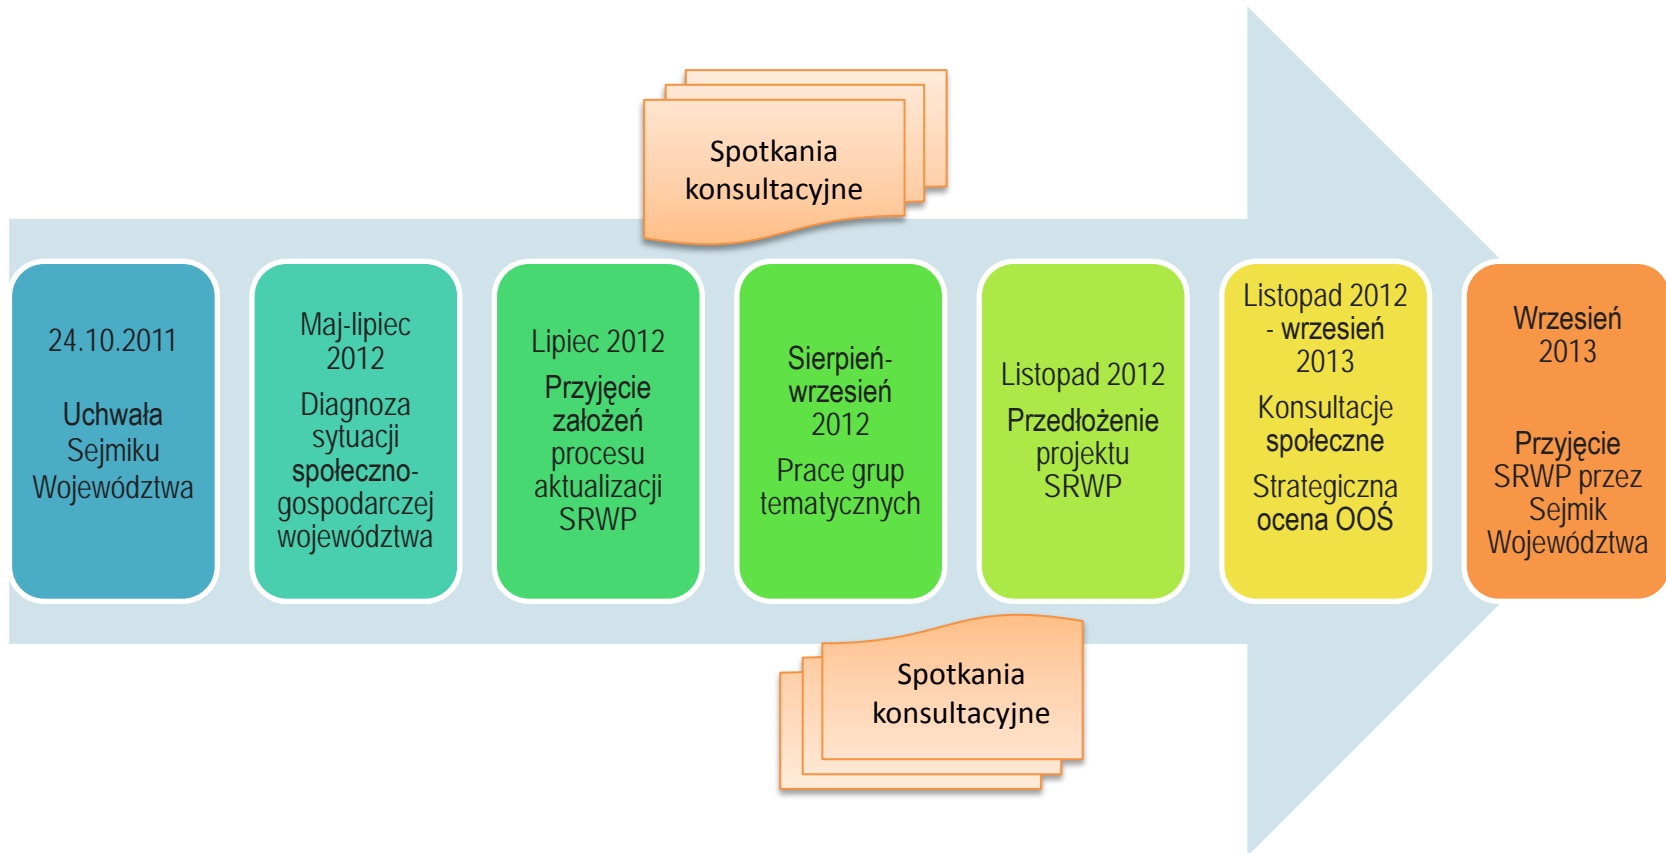 Spotkania
konsultacyjne
24.10.2011
Uchwała
Sejmiku
Województwa
Maj-lipiec
2012
Diagnoza
sytuacji
społeczno-
gospodarczej
województwa
Lipiec 2012
Przyjęcie
założeń
procesu
aktualizacji
SRWP
Sierpień-
wrzesień
2012
Prace grup
tematycznych
Listopad 2012
Przedłożenie
projektu
SRWP
Listopad 2012
- wrzesień
2013
Konsultacje
społeczne
Strategiczna
ocena OOŚ
Wrzesień
2013
Przyjęcie
SRWP przez
Sejmik
Województwa
Spotkania
konsultacyjne